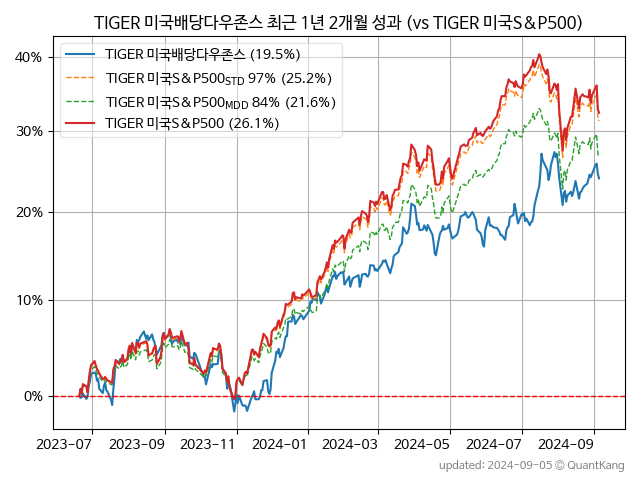 TIGER 미국배당다우존스 최근 1년 2개월 성과 (vs TIGER 미국S&P500)
TIGER 미국배당다우존스 (19.5%)
TIGER 미국S&P500STD 97% (25.2%)
TIGER 미국S&P500MDD 84% (21.6%)
TIGER 미국S&P500 (26.1%)
40%
30%
20%
10%
0%
2023-07 2023-09 2023-11 2024-01 2024-03 2024-05 2024-07 2024-09
updated: 2024-09-05 © QuantKang